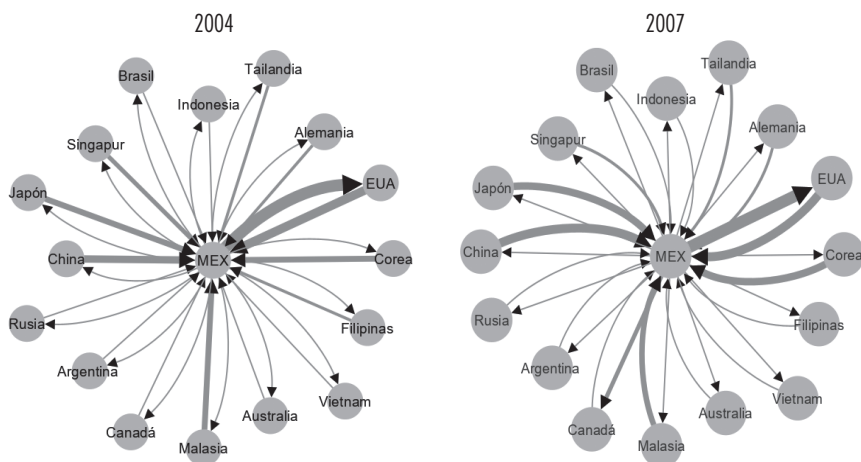 2004
Brasil
Tailandia
Indonesia
Singapur
Alemania
Japón
EUA
China
MEX
Corea
Rusia
Filipinas
Argentina
Vietnam
Canadá
Australia
Malasia
2007
Brasil
Tailandia
Indonesia
Singapur
Alemania
Japón
EUA
China
MEX
Corea
Rusia
Filipinas
Argentina
Vietnam
Canadá
Australia
Malasia